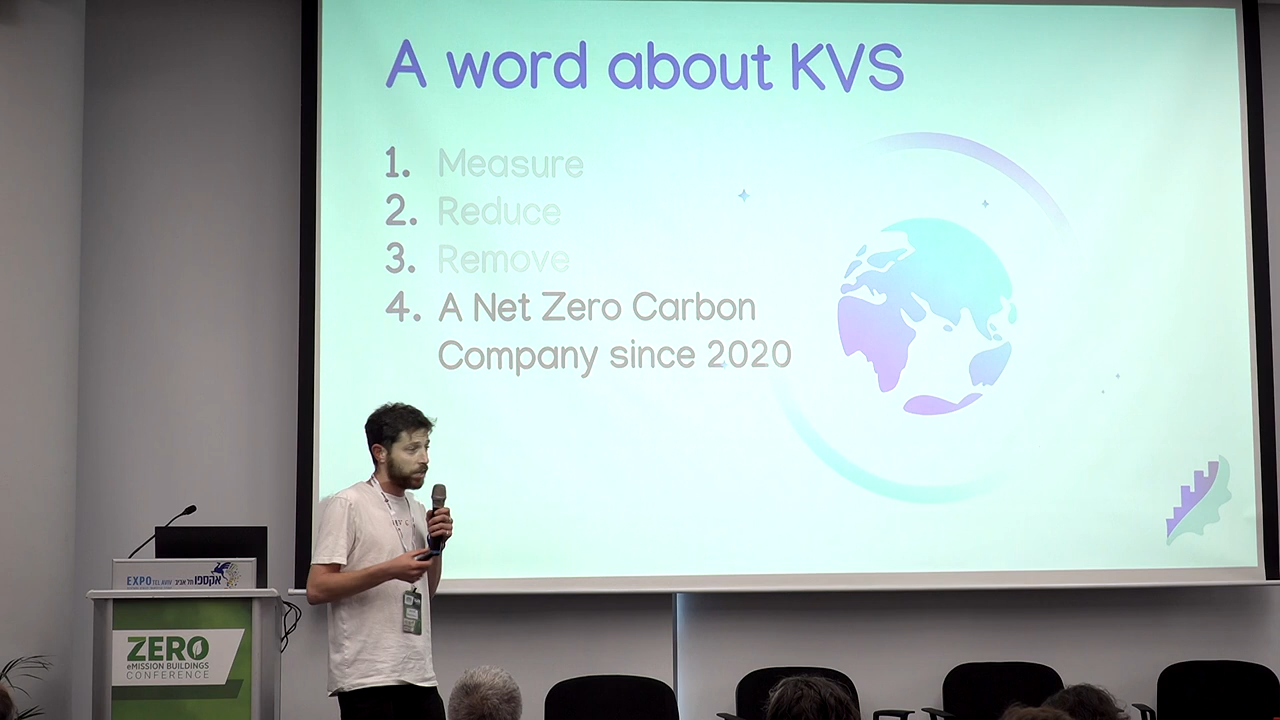 A word about KVS
1. Measure
2. Reduce
3. Remove
4. A Net Zero Carbon
Company since 2020
EXPO TEL AVIV אקספו תל אביב
ZERO
eMISSION BUILDINGS
CONFERENCE